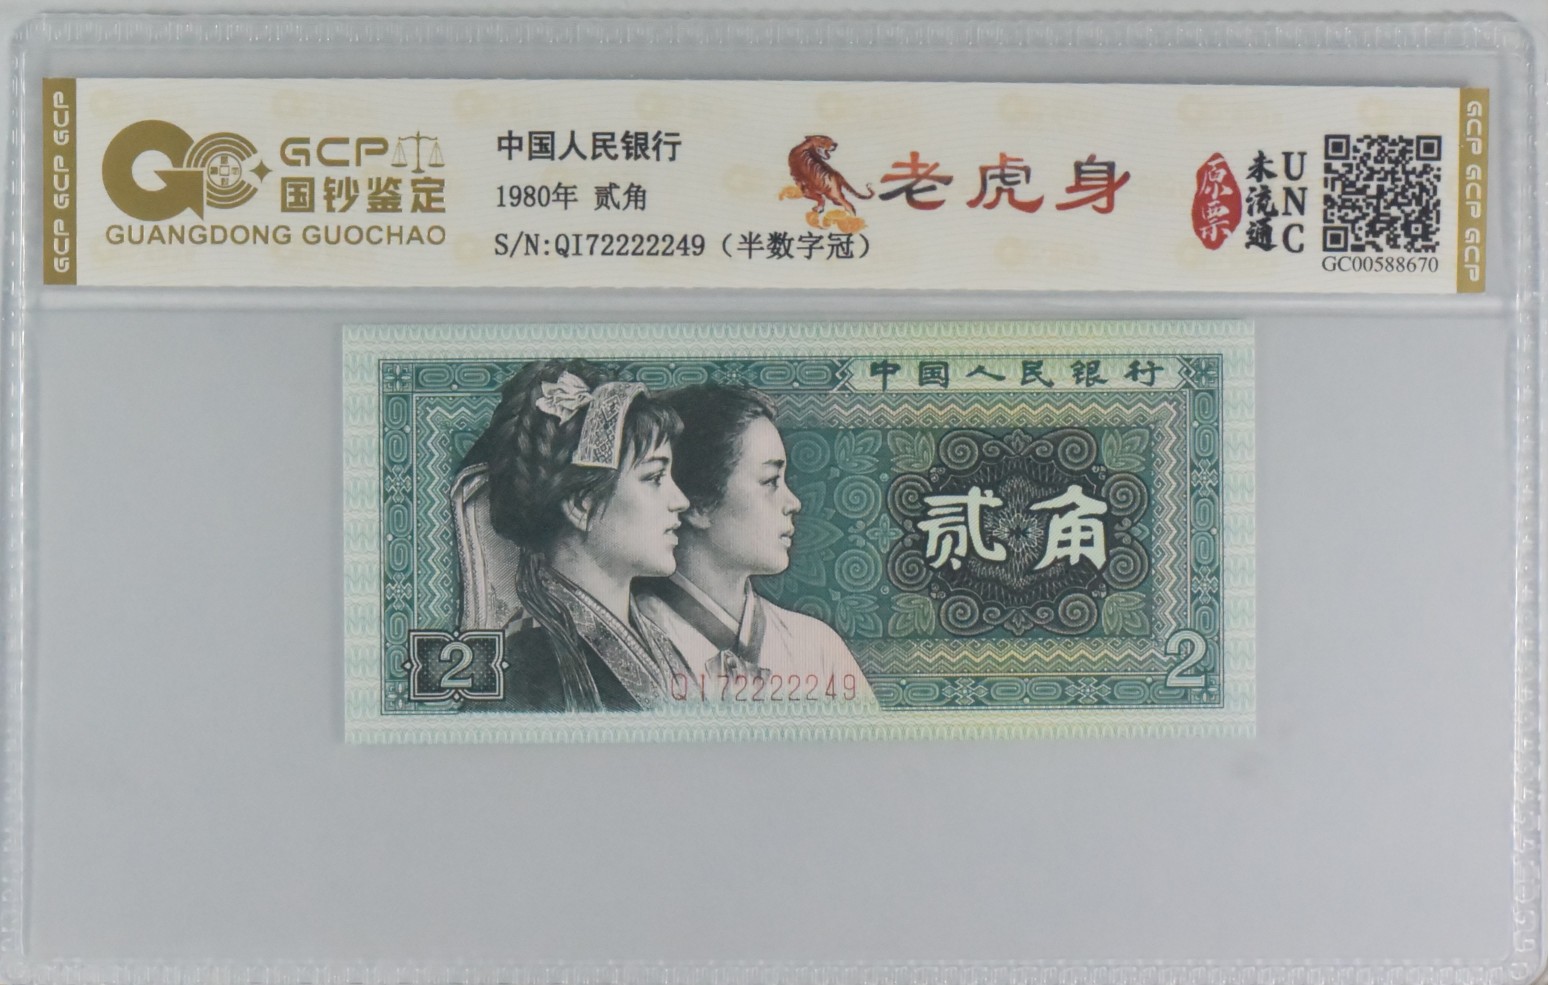 GCP GCP GCP
GCP
国钞鉴定
GUANGDONG GUOCHAO
中国人民银行
1980年 贰角
S/N:QI72222249（半数字冠）
老虎身
原票
未流通
UNC
GC00588670
GCP GCP GCP
中国人民银行
贰角
2
2
QI72222249